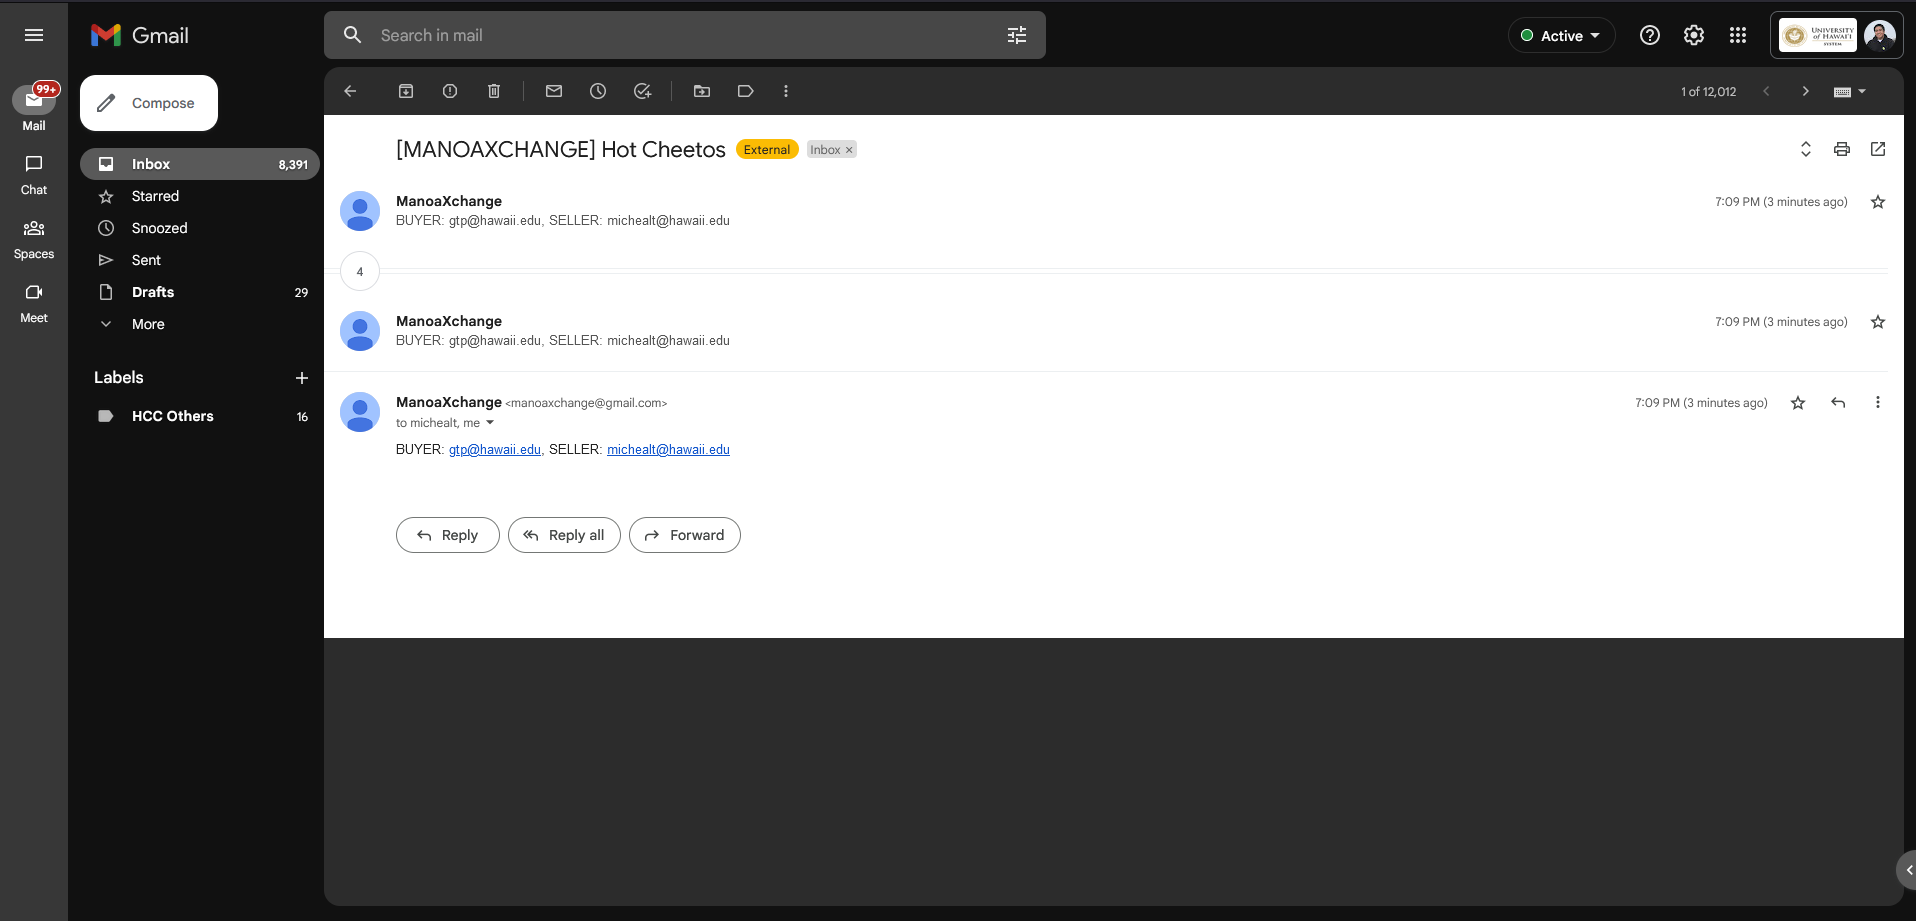 Gmail
Search in mail
Active
UNIVERSITY
of HAWAI'I
SYSTEM
99+
Mail
Compose
1 of 12,012
Chat
Spaces
Meet
Inbox 8,391
Starred
Snoozed
Sent
Drafts 29
More
Labels
HCC Others 16
[MANOAXCHANGE] Hot Cheetos External Inbox ×
ManoaXchange 7:09 PM (3 minutes ago)
BUYER: gtp@hawaii.edu, SELLER: michealt@hawaii.edu
4
ManoaXchange 7:09 PM (3 minutes ago)
BUYER: gtp@hawaii.edu, SELLER: michealt@hawaii.edu
ManoaXchange <manoaxchange@gmail.com> 7:09 PM (3 minutes ago)
to michealt, me
BUYER: gtp@hawaii.edu, SELLER: michealt@hawaii.edu
Reply Reply all Forward